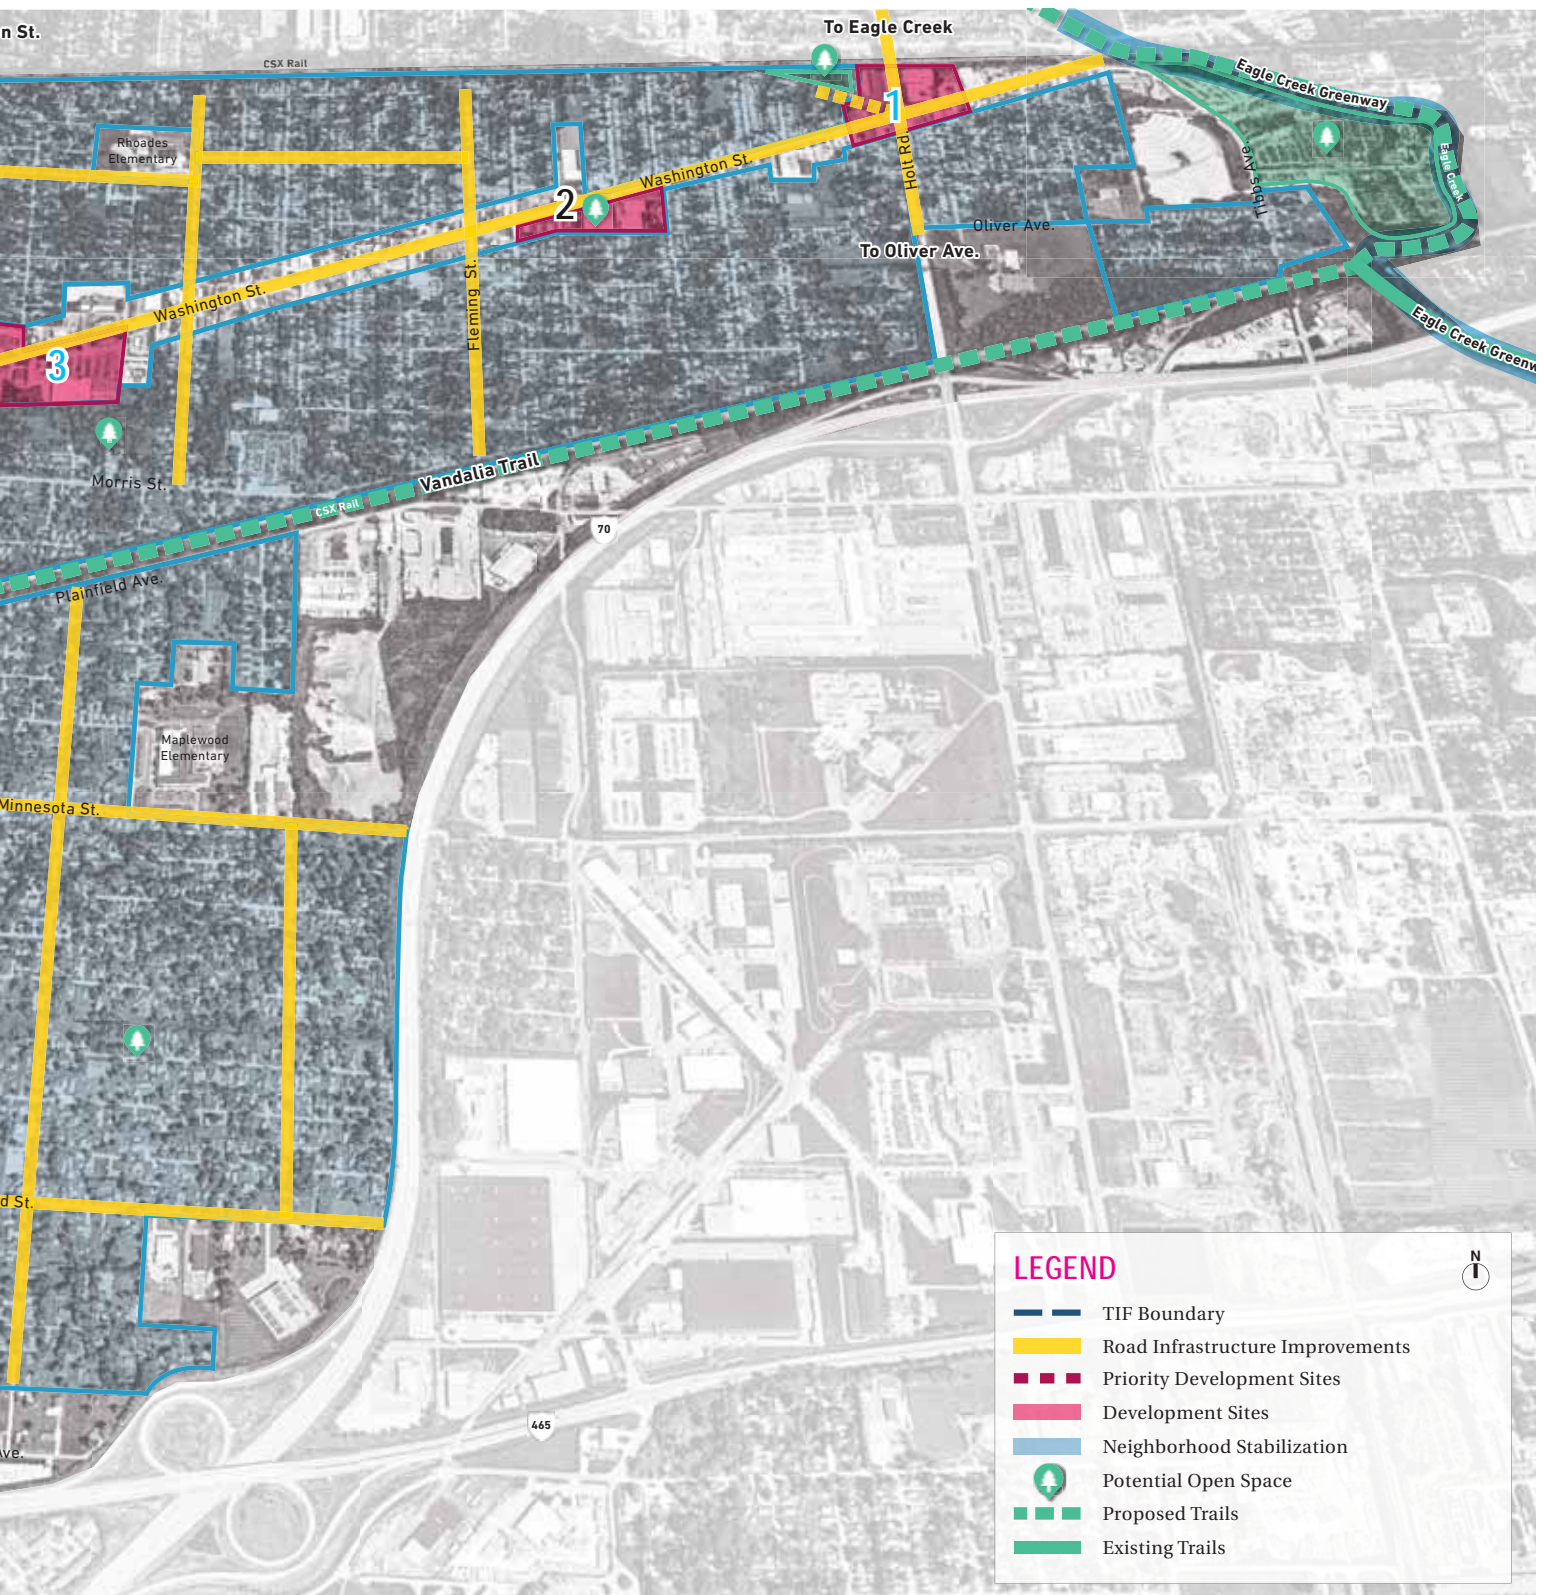 n St.
To Eagle Creek
CSX Rail
Eagle Creek Greenway
1
Rhoades
Elementary
Eagle Creek
Washington St.
Holt Rd.
Tibbs Ave.
2
Oliver Ave.
To Oliver Ave.
Washington St.
Fleming St.
Eagle Creek Greenw
3
Morris St.
Vandalia Trail
CSX Rail
70
Plainfield Ave.
Maplewood
Elementary
Minnesota St.
d St.
465
Ave.
LEGEND
N
TIF Boundary
Road Infrastructure Improvements
Priority Development Sites
Development Sites
Neighborhood Stabilization
Potential Open Space
Proposed Trails
Existing Trails